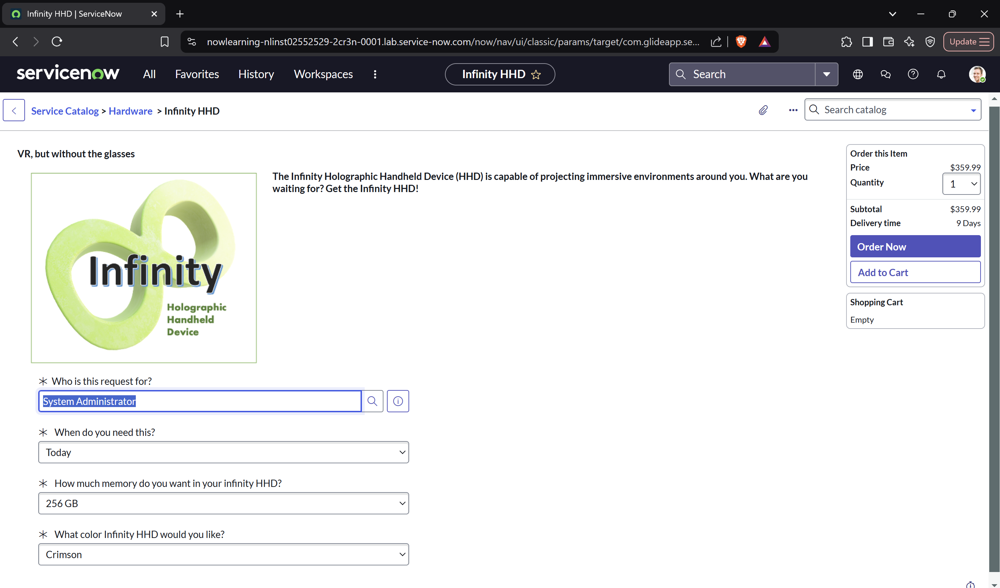 Infinity HHD | ServiceNow
nowlearning-nlinst02552529-2cr3n-0001.lab.service-now.com/now/nav/ui/classic/params/target/com.glideapp.se...
Update
servicenow
All
Favorites
History
Workspaces
Infinity HHD
Search
Service Catalog > Hardware > Infinity HHD
Search catalog
VR, but without the glasses
The Infinity Holographic Handheld Device (HHD) is capable of projecting immersive environments around you. What are you
waiting for? Get the Infinity HHD!
Infinity
Holographic
Handheld
Device
Order this Item
Price $359.99
Quantity 1
Subtotal $359.99
Delivery time 9 Days
Order Now
Add to Cart
Shopping Cart
Empty
Who is this request for?
System Administrator
When do you need this?
Today
How much memory do you want in your infinity HHD?
256 GB
What color Infinity HHD would you like?
Crimson